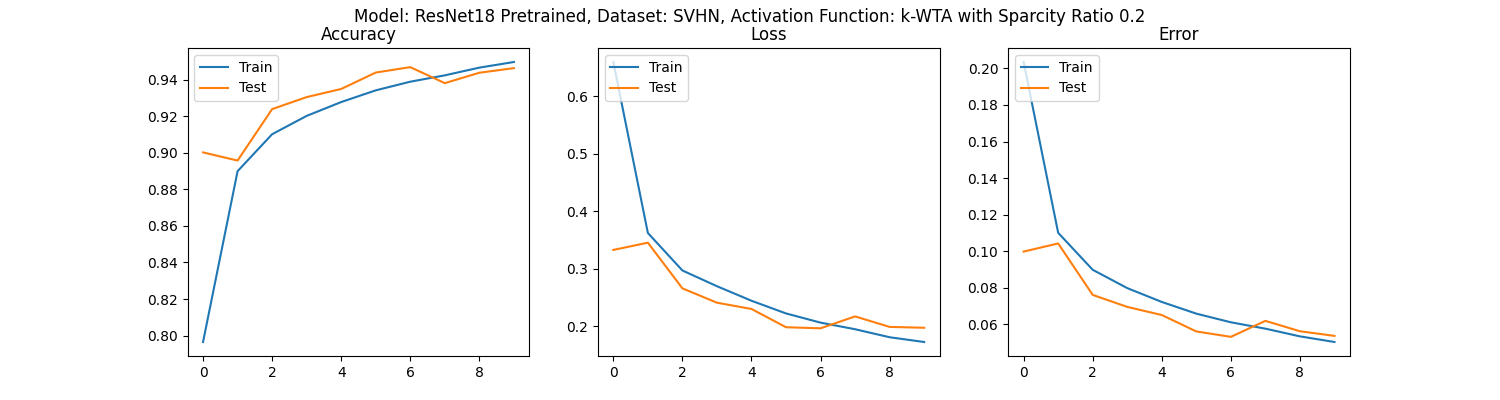 Model: ResNet18 Pretrained, Dataset: SVHN, Activation Function: k-WTA with Sparcity Ratio 0.2
Accuracy
Train
Test
0.94
0.92
0.90
0.88
0.86
0.84
0.82
0.80
0 2 4 6 8
Loss
Train
Test
0.6
0.5
0.4
0.3
0.2
0 2 4 6 8
Error
Train
Test
0.20
0.18
0.16
0.14
0.12
0.10
0.08
0.06
0 2 4 6 8